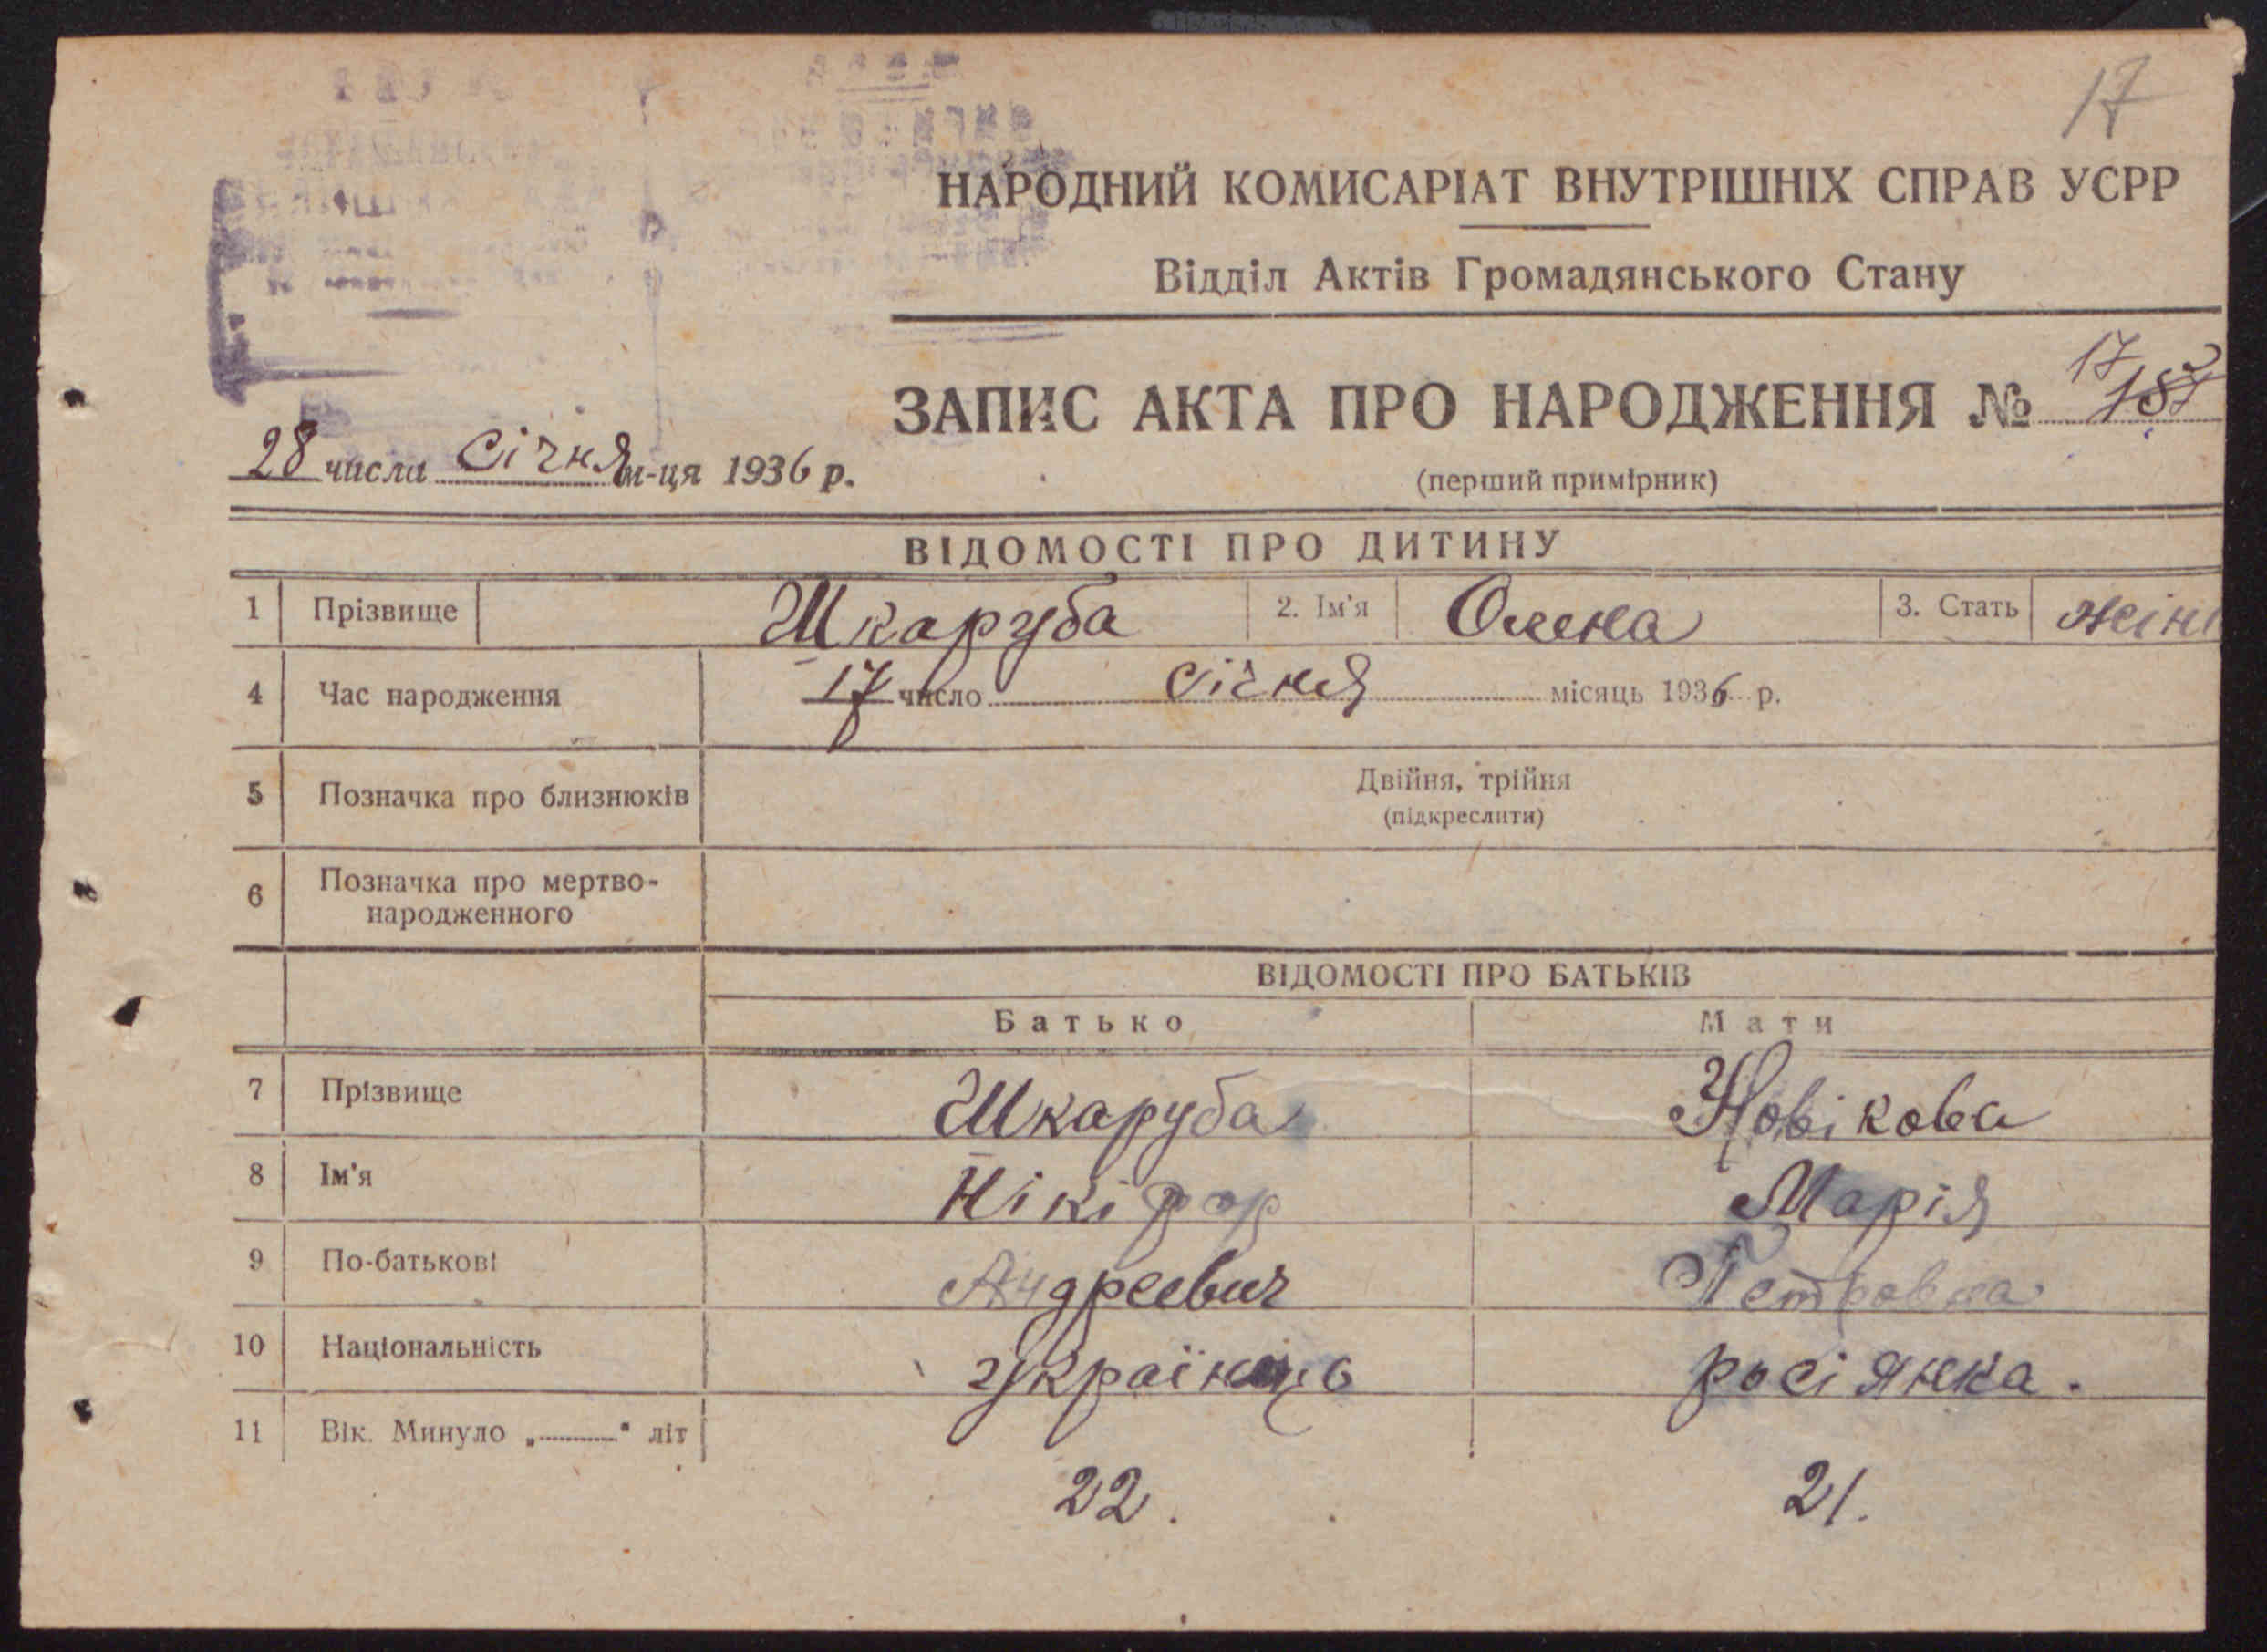 17
НАРОДНИЙ КОМИСАРІАТ ВНУТРІШНІХ СПРАВ УСРР
Відділ Актів Громадянського Стану
ЗАПИС АКТА ПРО НАРОДЖЕННЯ № 17
28 числа Січня м-ця 1936 р.
(перший примірник)
ВІДОМОСТІ ПРО ДИТИНУ
1 Прізвище Шкаруба 2. Ім'я Олена 3. Стать жін
4 Час народження 17 число січня місяць 1936 р.
5 Позначка про близнюків Двійня, трійня
(підкреслити)
6 Позначка про мертво-
народженного
ВІДОМОСТІ ПРО БАТЬКІВ
Батько Мати
7 Прізвище Шкаруба Новікова
8 Ім'я Нікіфор Марія
9 По-батькові Андреевич Петровна
10 Національність українець росіянка.
11 Вік. Минуло „ " літ
22. 21.